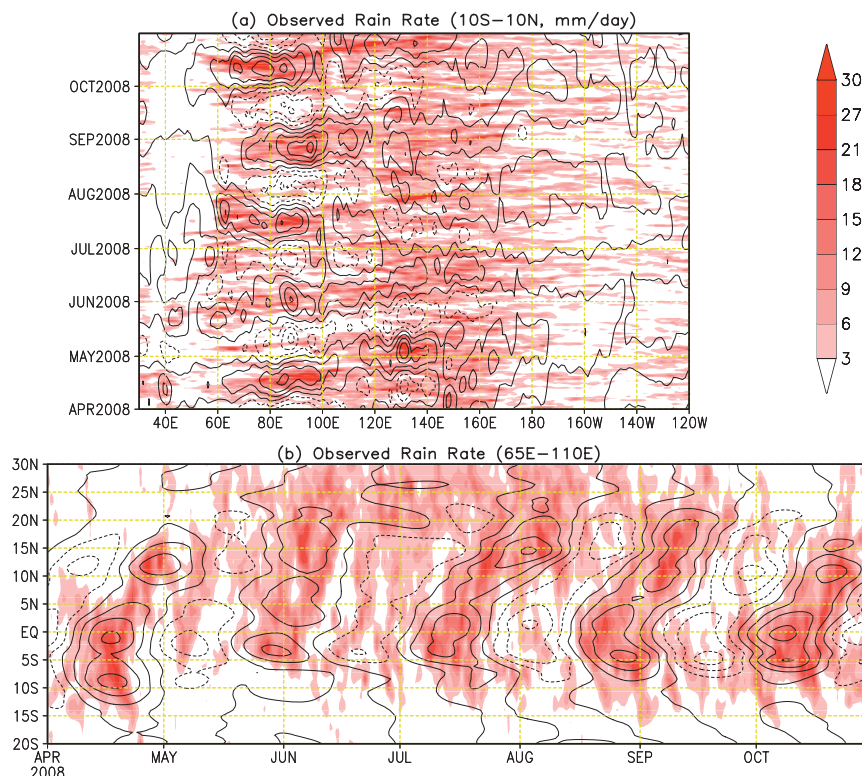 (a) Observed Rain Rate (10S−10N, mm/day)
OCT2008
SEP2008
AUG2008
JUL2008
JUN2008
MAY2008
APR2008
40E 60E 80E 100E 120E 140E 160E 180 160W 140W 120W
30
27
21
18
15
12
9
6
3
(b) Observed Rain Rate (65E−110E)
30N
25N
20N
15N
10N
5N
EQ
5S
10S
15S
20S
APR MAY JUN JUL AUG SEP OCT
2008